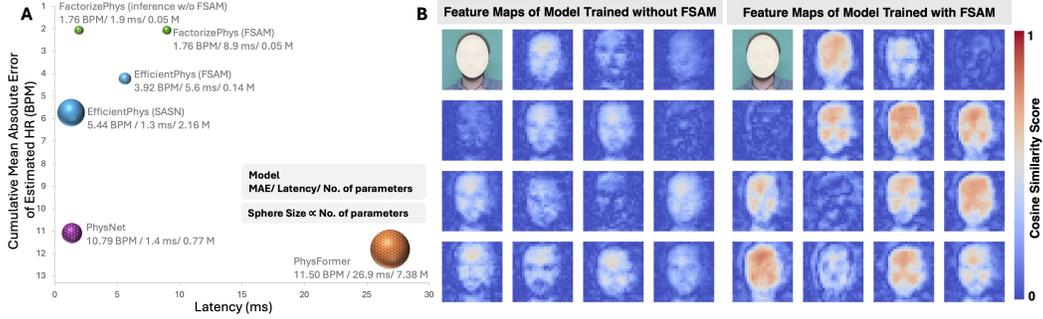 A
FactorizePhys (inference w/o FSAM)
1.76 BPM/ 1.9 ms/ 0.05 M
FactorizePhys (FSAM)
1.76 BPM/ 8.9 ms/ 0.05 M
EfficientPhys (FSAM)
3.92 BPM/ 5.6 ms/ 0.14 M
EfficientPhys (SASN)
5.44 BPM/ 1.3 ms/ 2.16 M
Model
MAE/ Latency/ No. of parameters
Sphere Size ∝ No. of parameters
PhysNet
10.79 BPM / 1.4 ms/ 0.77 M
PhysFormer
11.50 BPM / 26.9 ms/ 7.38 M
Cumulative Mean Absolute Error
of Estimated HR (BPM)
1
2
3
4
5
6
7
8
9
10
11
12
13
0
5
10
15
20
25
30
Latency (ms)
B
Feature Maps of Model Trained without FSAM
Feature Maps of Model Trained with FSAM
1
Cosine Similarity Score
0